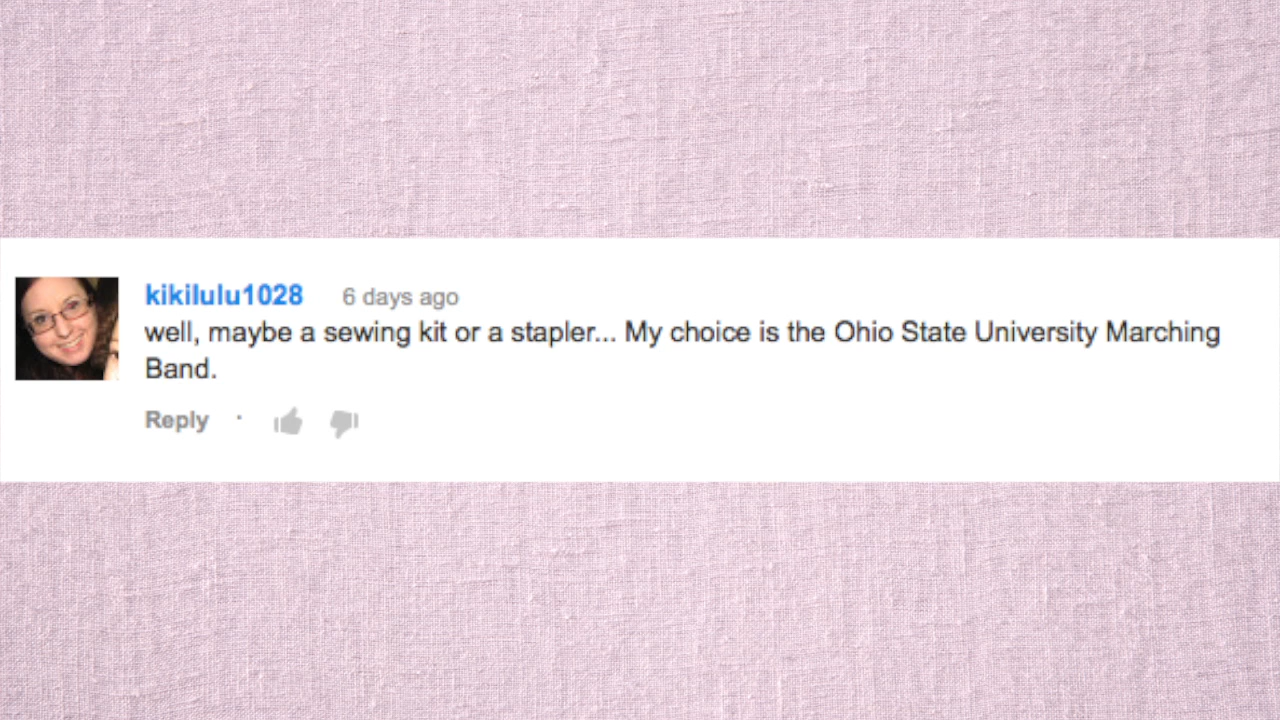 kikilulu1028 6 days ago
well, maybe a sewing kit or a stapler... My choice is the Ohio State University Marching
Band.
Reply ·